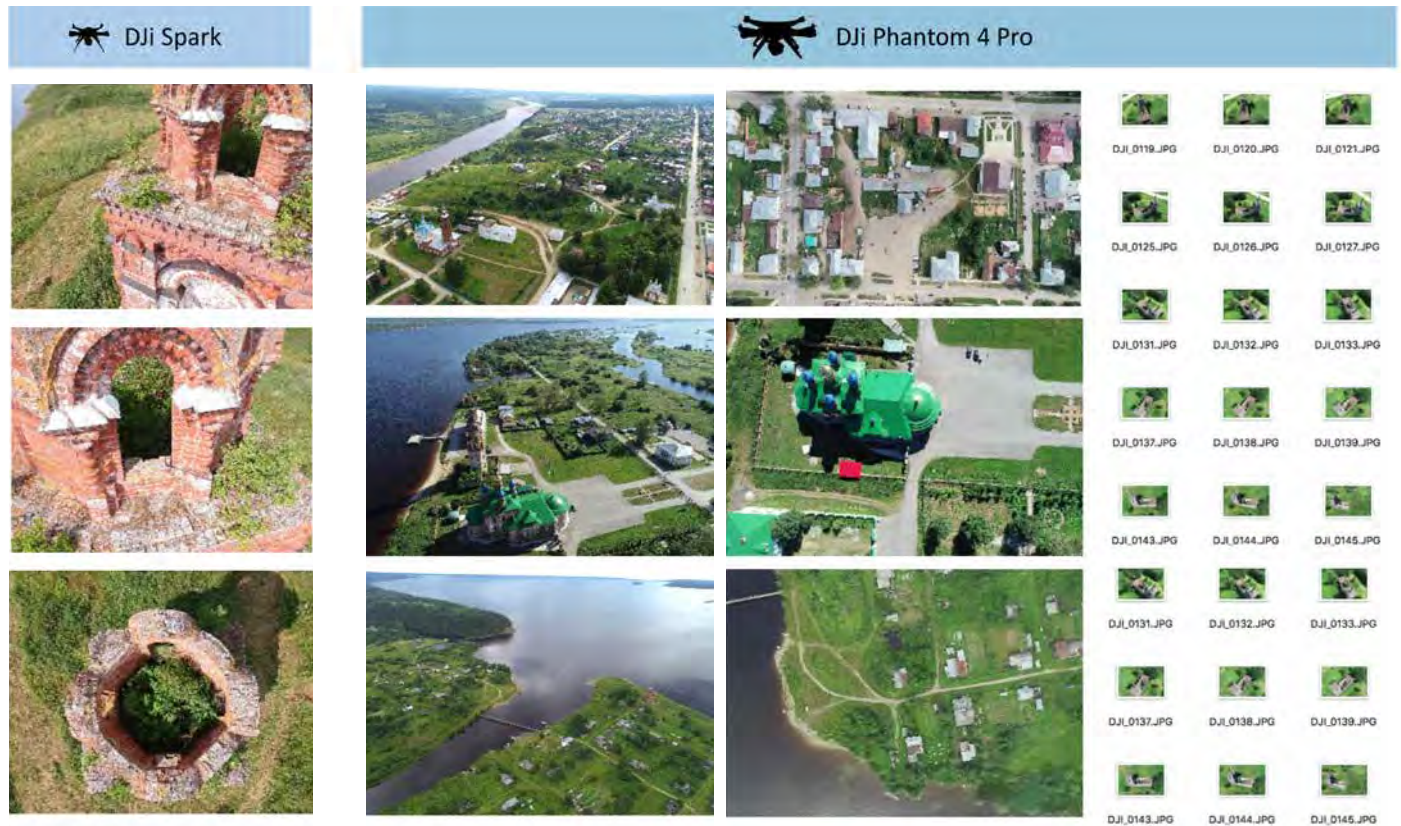 DJi Spark
DJi Phantom 4 Pro
DJI_0119.JPG DJI_0120.JPG DJI_0121.JPG
DJI_0125.JPG DJI_0126.JPG DJI_0127.JPG
DJI_0131.JPG DJI_0132.JPG DJI_0133.JPG
DJI_0137.JPG DJI_0138.JPG DJI_0139.JPG
DJI_0143.JPG DJI_0144.JPG DJI_0145.JPG
DJI_0131.JPG DJI_0132.JPG DJI_0133.JPG
DJI_0137.JPG DJI_0138.JPG DJI_0139.JPG
DJI_0143.JPG DJI_0144.JPG DJI_0145.JPG